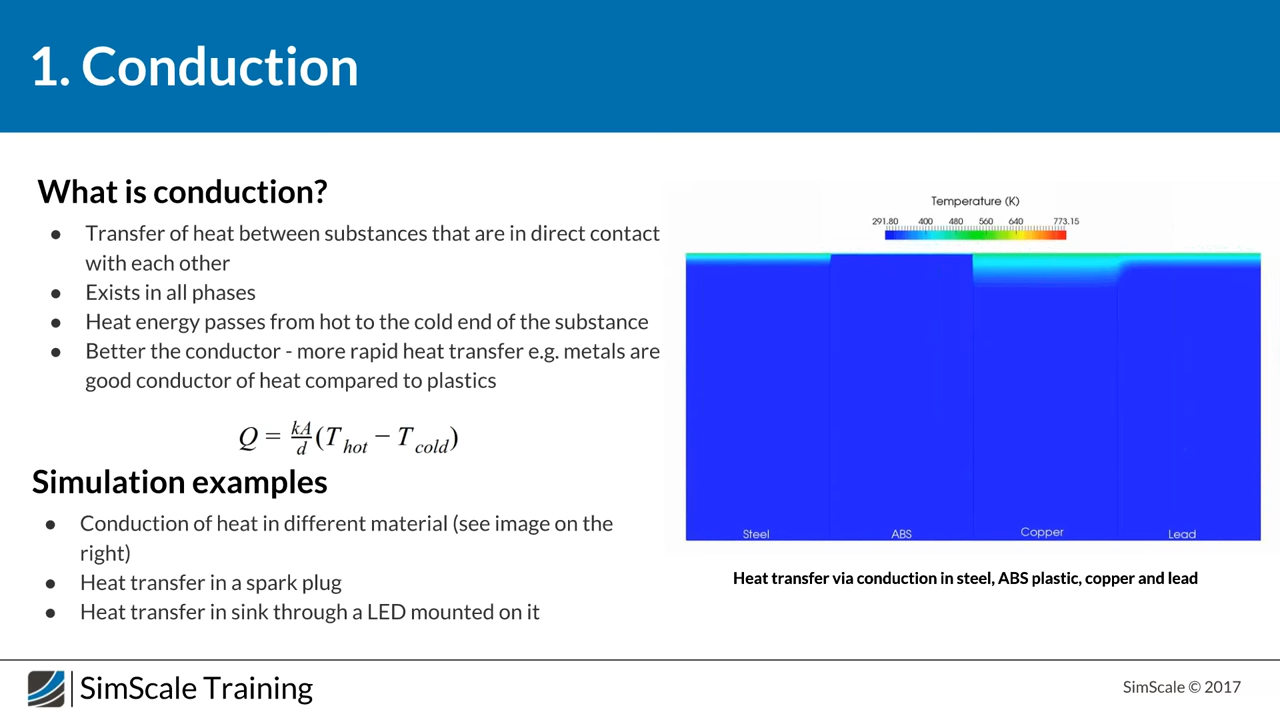 1. Conduction
What is conduction?
● Transfer of heat between substances that are in direct contact
with each other
● Exists in all phases
● Heat energy passes from hot to the cold end of the substance
● Better the conductor - more rapid heat transfer e.g. metals are
good conductor of heat compared to plastics
Q = kA/d (T hot − T cold)
Simulation examples
● Conduction of heat in different material (see image on the
right)
● Heat transfer in a spark plug
● Heat transfer in sink through a LED mounted on it
Temperature (K)
291.80 400 480 560 640 773.15
Steel ABS Copper Lead
Heat transfer via conduction in steel, ABS plastic, copper and lead
SimScale Training
SimScale © 2017